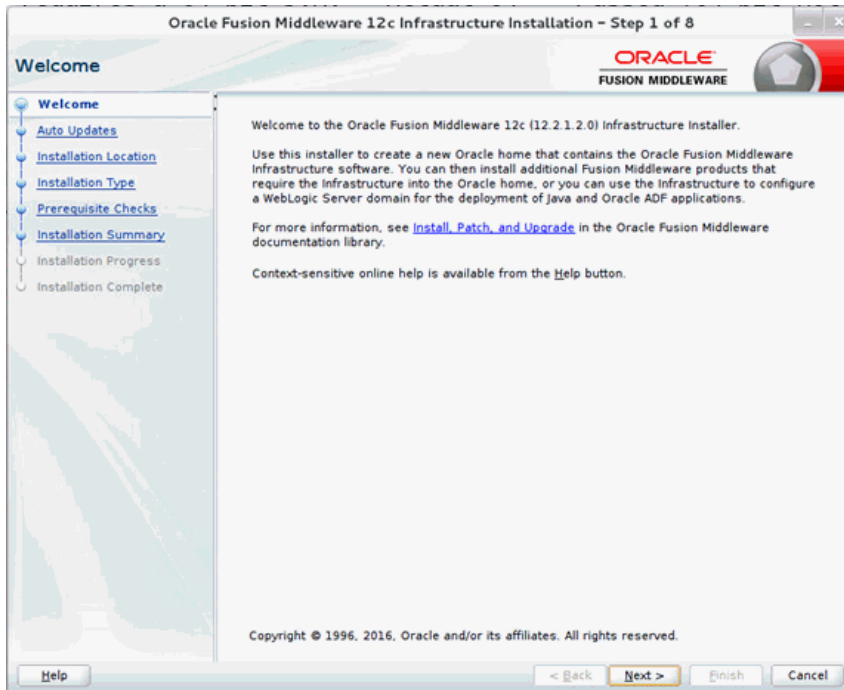 Oracle Fusion Middleware 12c Infrastructure Installation - Step 1 of 8
Welcome
ORACLE
FUSION MIDDLEWARE
Welcome
Auto Updates
Installation Location
Installation Type
Prerequisite Checks
Installation Summary
Installation Progress
Installation Complete
Welcome to the Oracle Fusion Middleware 12c (12.2.1.2.0) Infrastructure Installer.
Use this installer to create a new Oracle home that contains the Oracle Fusion Middleware
Infrastructure software. You can then install additional Fusion Middleware products that
require the Infrastructure into the Oracle home, or you can use the Infrastructure to configure
a WebLogic Server domain for the deployment of Java and Oracle ADF applications.
For more information, see Install, Patch, and Upgrade in the Oracle Fusion Middleware
documentation library.
Context-sensitive online help is available from the Help button.
Copyright © 1996, 2016, Oracle and/or its affiliates. All rights reserved.
Help
< Back
Next >
Finish
Cancel